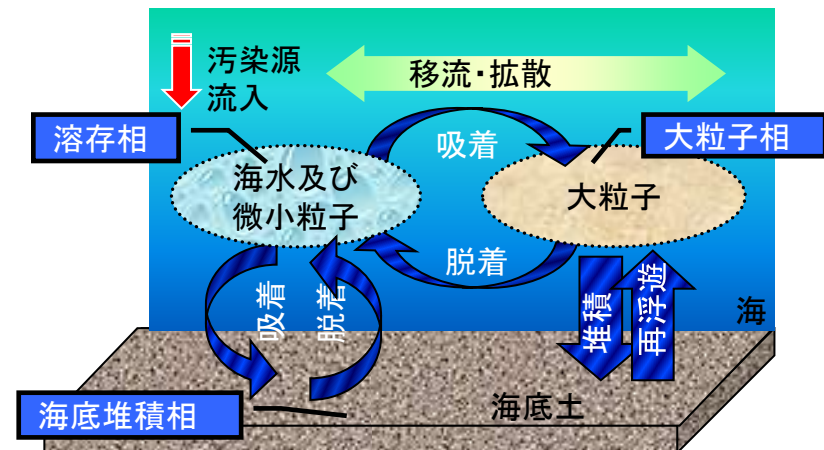 汚染源
流入
移流・拡散
溶存相
吸着
大粒子相
海水及び
微小粒子
大粒子
脱着
吸着
脱着
堆積
再浮遊
海
海底堆積相
海底土